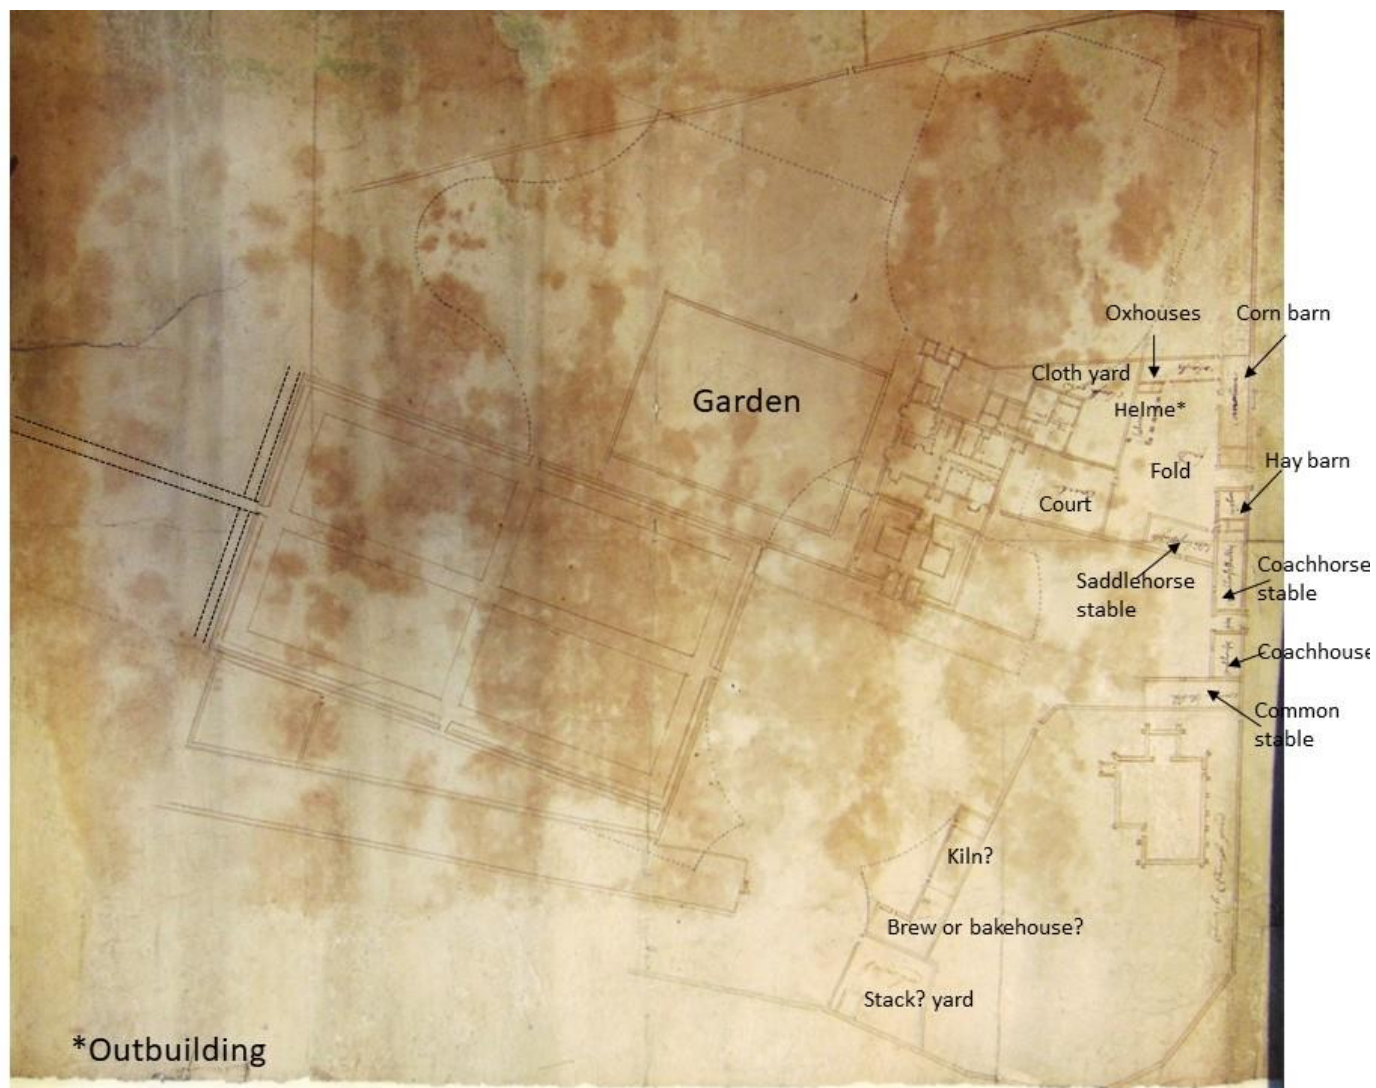 Oxhouses
Corn barn
Cloth yard
Helme*
Garden
Fold
Hay barn
Court
Saddlehorse
stable
Coachhorse
stable
Coachhouse
Common
stable
Kiln?
Brew or bakehouse?
Stack? yard
*Outbuilding